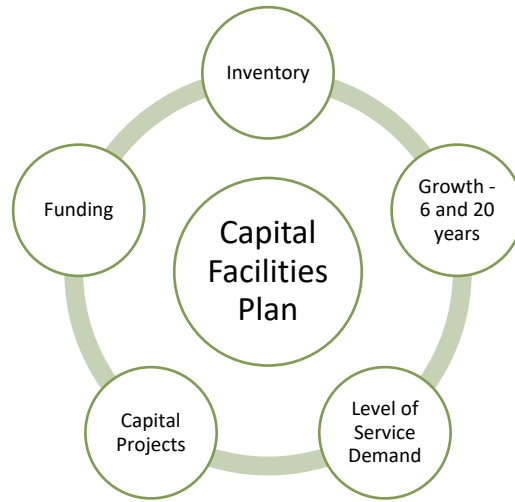 Inventory
Growth -
6 and 20
years
Funding
Capital
Facilities
Plan
Capital
Projects
Level of
Service
Demand